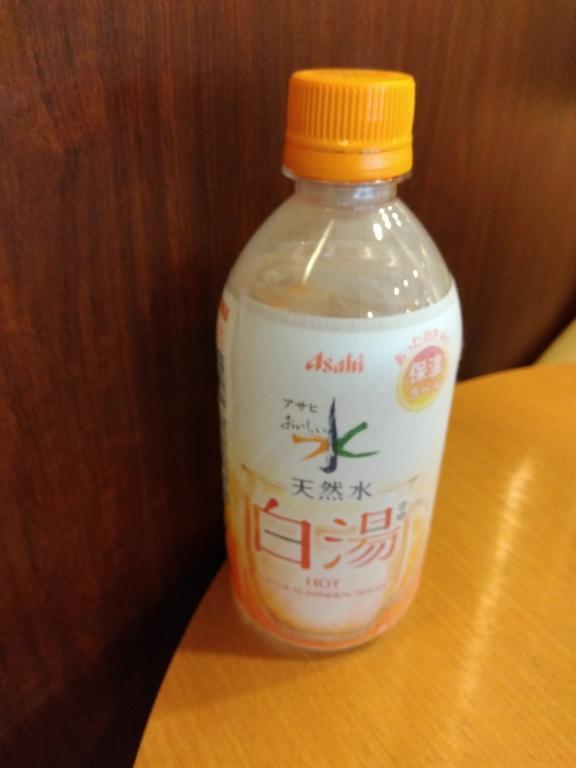 Asahi
保温
アサヒ
おいしい
水
天然水
白湯
HOT